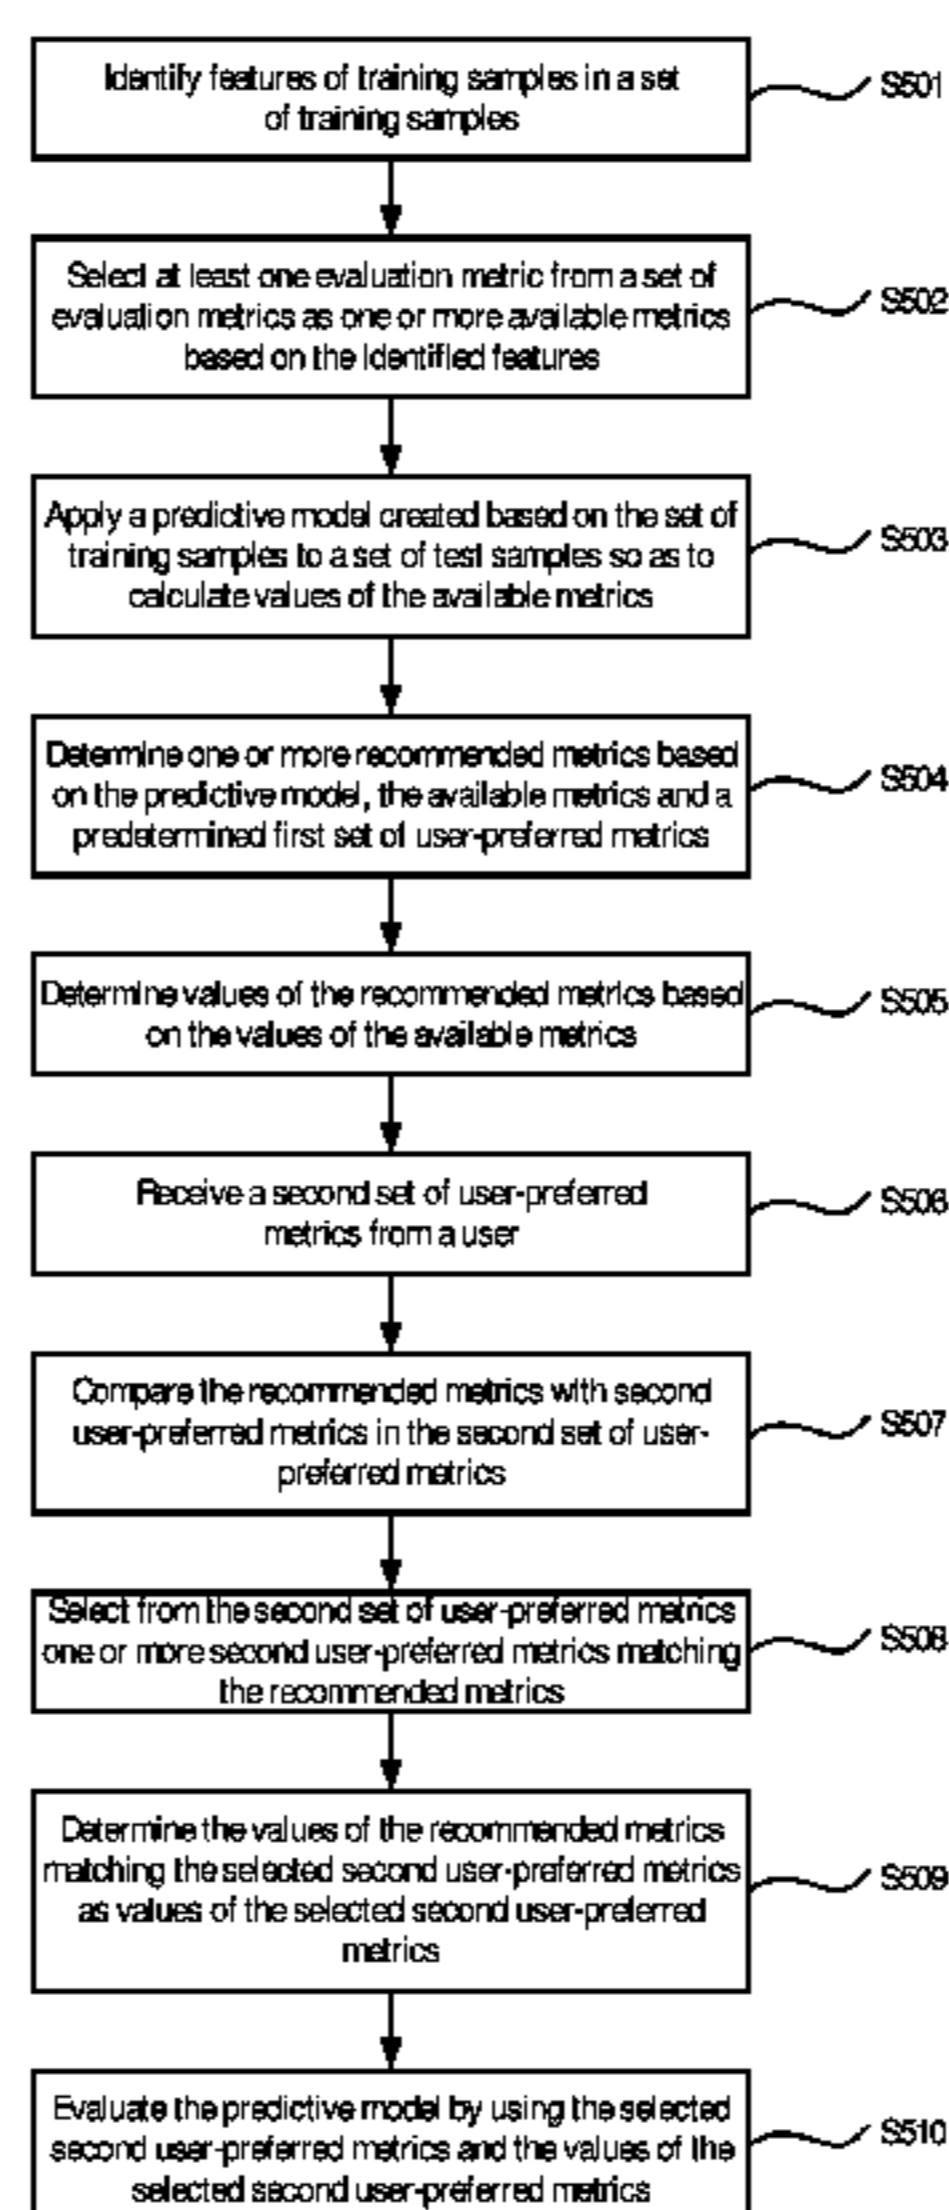 Identify features of training samples in a set
of training samples
S501
Select at least one evaluation metric from a set of
evaluation metrics as one or more available metrics
based on the identified features
S502
Apply a predictive model created based on the set of
training samples to a set of test samples so as to
calculate values of the available metrics
S503
Determine one or more recommended metrics based
on the predictive model, the available metrics and a
predetermined first set of user-preferred metrics
S504
Determine values of the recommended metrics based
on the values of the available metrics
S505
Receive a second set of user-preferred
metrics from a user
S506
Compare the recommended metrics with second
user-preferred metrics in the second set of user-
preferred metrics
S507
Select from the second set of user-preferred metrics
one or more second user-preferred metrics matching
the recommended metrics
S508
Determine the values of the recommended metrics
matching the selected second user-preferred metrics
as values of the selected second user-preferred
metrics
S509
Evaluate the predictive model by using the selected
second user-preferred metrics and the values of the
selected second user-preferred metrics
S510